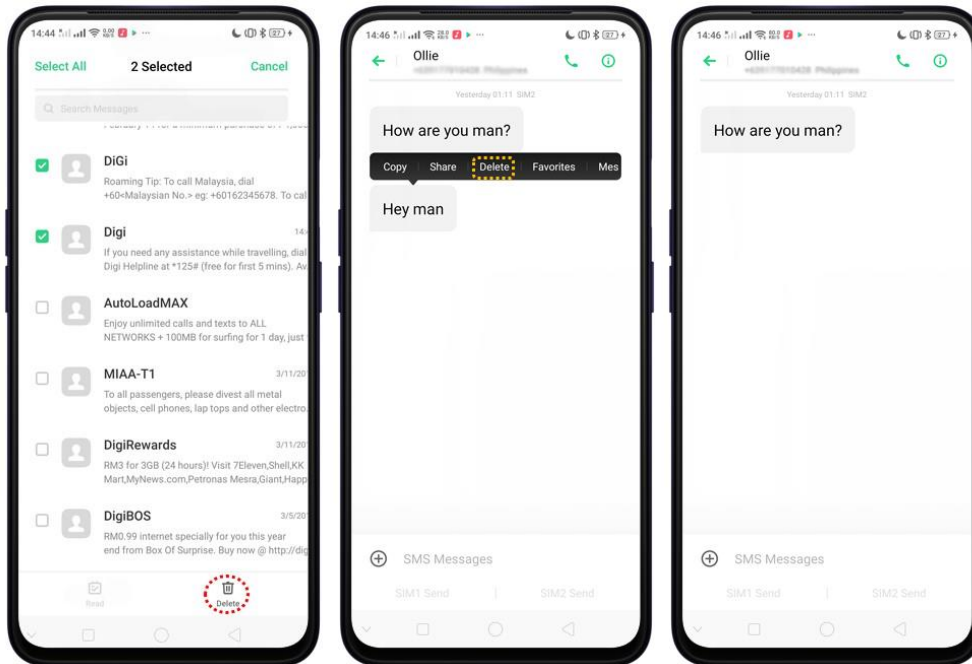 14:44
27
Select All 2 Selected Cancel
Search Messages
DiGi
Roaming Tip: To call Malaysia, dial
+60<Malaysian No.> eg: +60162345678. To cal
Digi 14:
If you need any assistance while travelling, dial
Digi Helpline at *125# (free for first 5 mins). Av
AutoLoadMAX
Enjoy unlimited calls and texts to ALL
NETWORKS + 100MB for surfing for 1 day, just
MIAA-T1 3/11/20
To all passengers, please divest all metal
objects, cell phones, lap tops and other electro.
DigiRewards 3/11/20
RM3 for 3GB (24 hours)! Visit 7Eleven,Shell,KK
Mart,MyNews.com,Petronas Mesra,Giant,Happ
DigiBOS 3/5/20
RM0.99 internet specially for you this year
end from Box Of Surprise. Buy now @ http://dig
Read Delete
14:46
27
Ollie
Philippines
Yesterday 01:11 SIM2
How are you man?
Copy Share Delete Favorites Mes
Hey man
SMS Messages
SIM1 Send | SIM2 Send
14:46
27
Ollie
Philippines
Yesterday 01:11 SIM2
How are you man?
SMS Messages
SIM1 Send | SIM2 Send